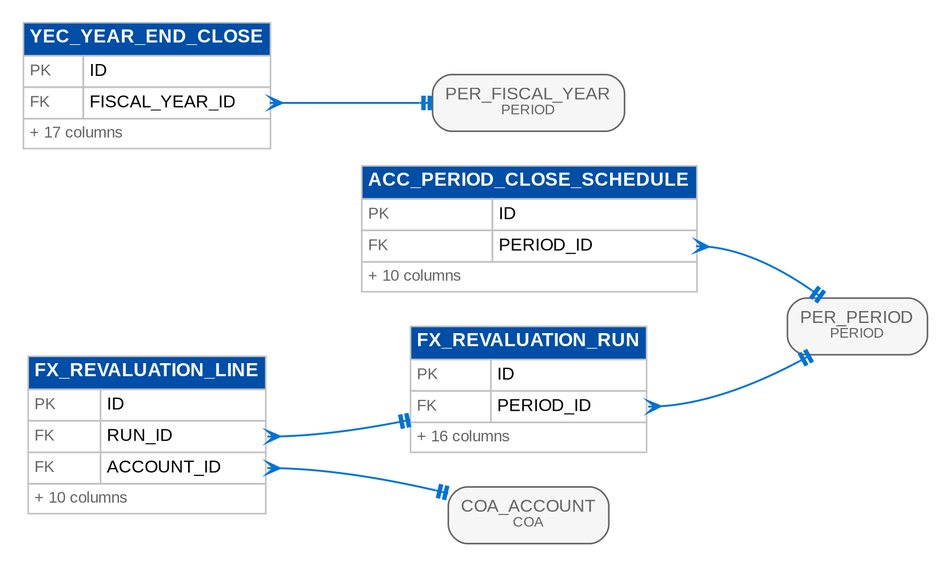 YEC_YEAR_END_CLOSE
PK ID
FK FISCAL_YEAR_ID
+ 17 columns
PER_FISCAL_YEAR
PERIOD
ACC_PERIOD_CLOSE_SCHEDULE
PK ID
FK PERIOD_ID
+ 10 columns
PER_PERIOD
PERIOD
FX_REVALUATION_RUN
PK ID
FK PERIOD_ID
+ 16 columns
FX_REVALUATION_LINE
PK ID
FK RUN_ID
FK ACCOUNT_ID
+ 10 columns
COA_ACCOUNT
COA